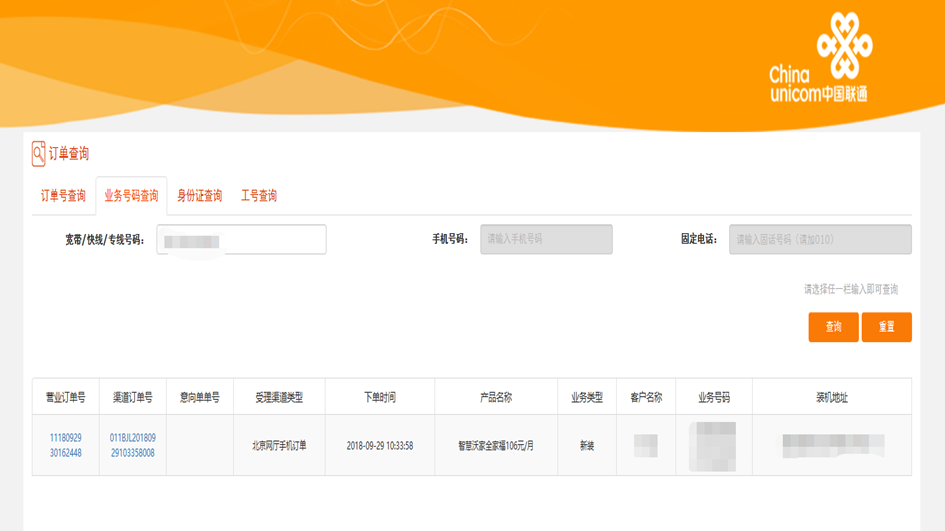 China
unicom中国联通
订单查询
订单号查询 业务号码查询 身份证查询 工号查询
宽带/快线/专线号码： 手机号码： 请输入手机号码 固定电话： 请输入固话号码（请加010）
请选择任一栏输入即可查询
查询 重置
营业订单号 渠道订单号 意向单单号 受理渠道类型 下单时间 产品名称 业务类型 客户名称 业务号码 装机地址
11180929 011BJL201809
北京网厅手机订单 2018-09-29 10:33:58 智慧沃家全家福106元/月 新装
30162448 29103358008